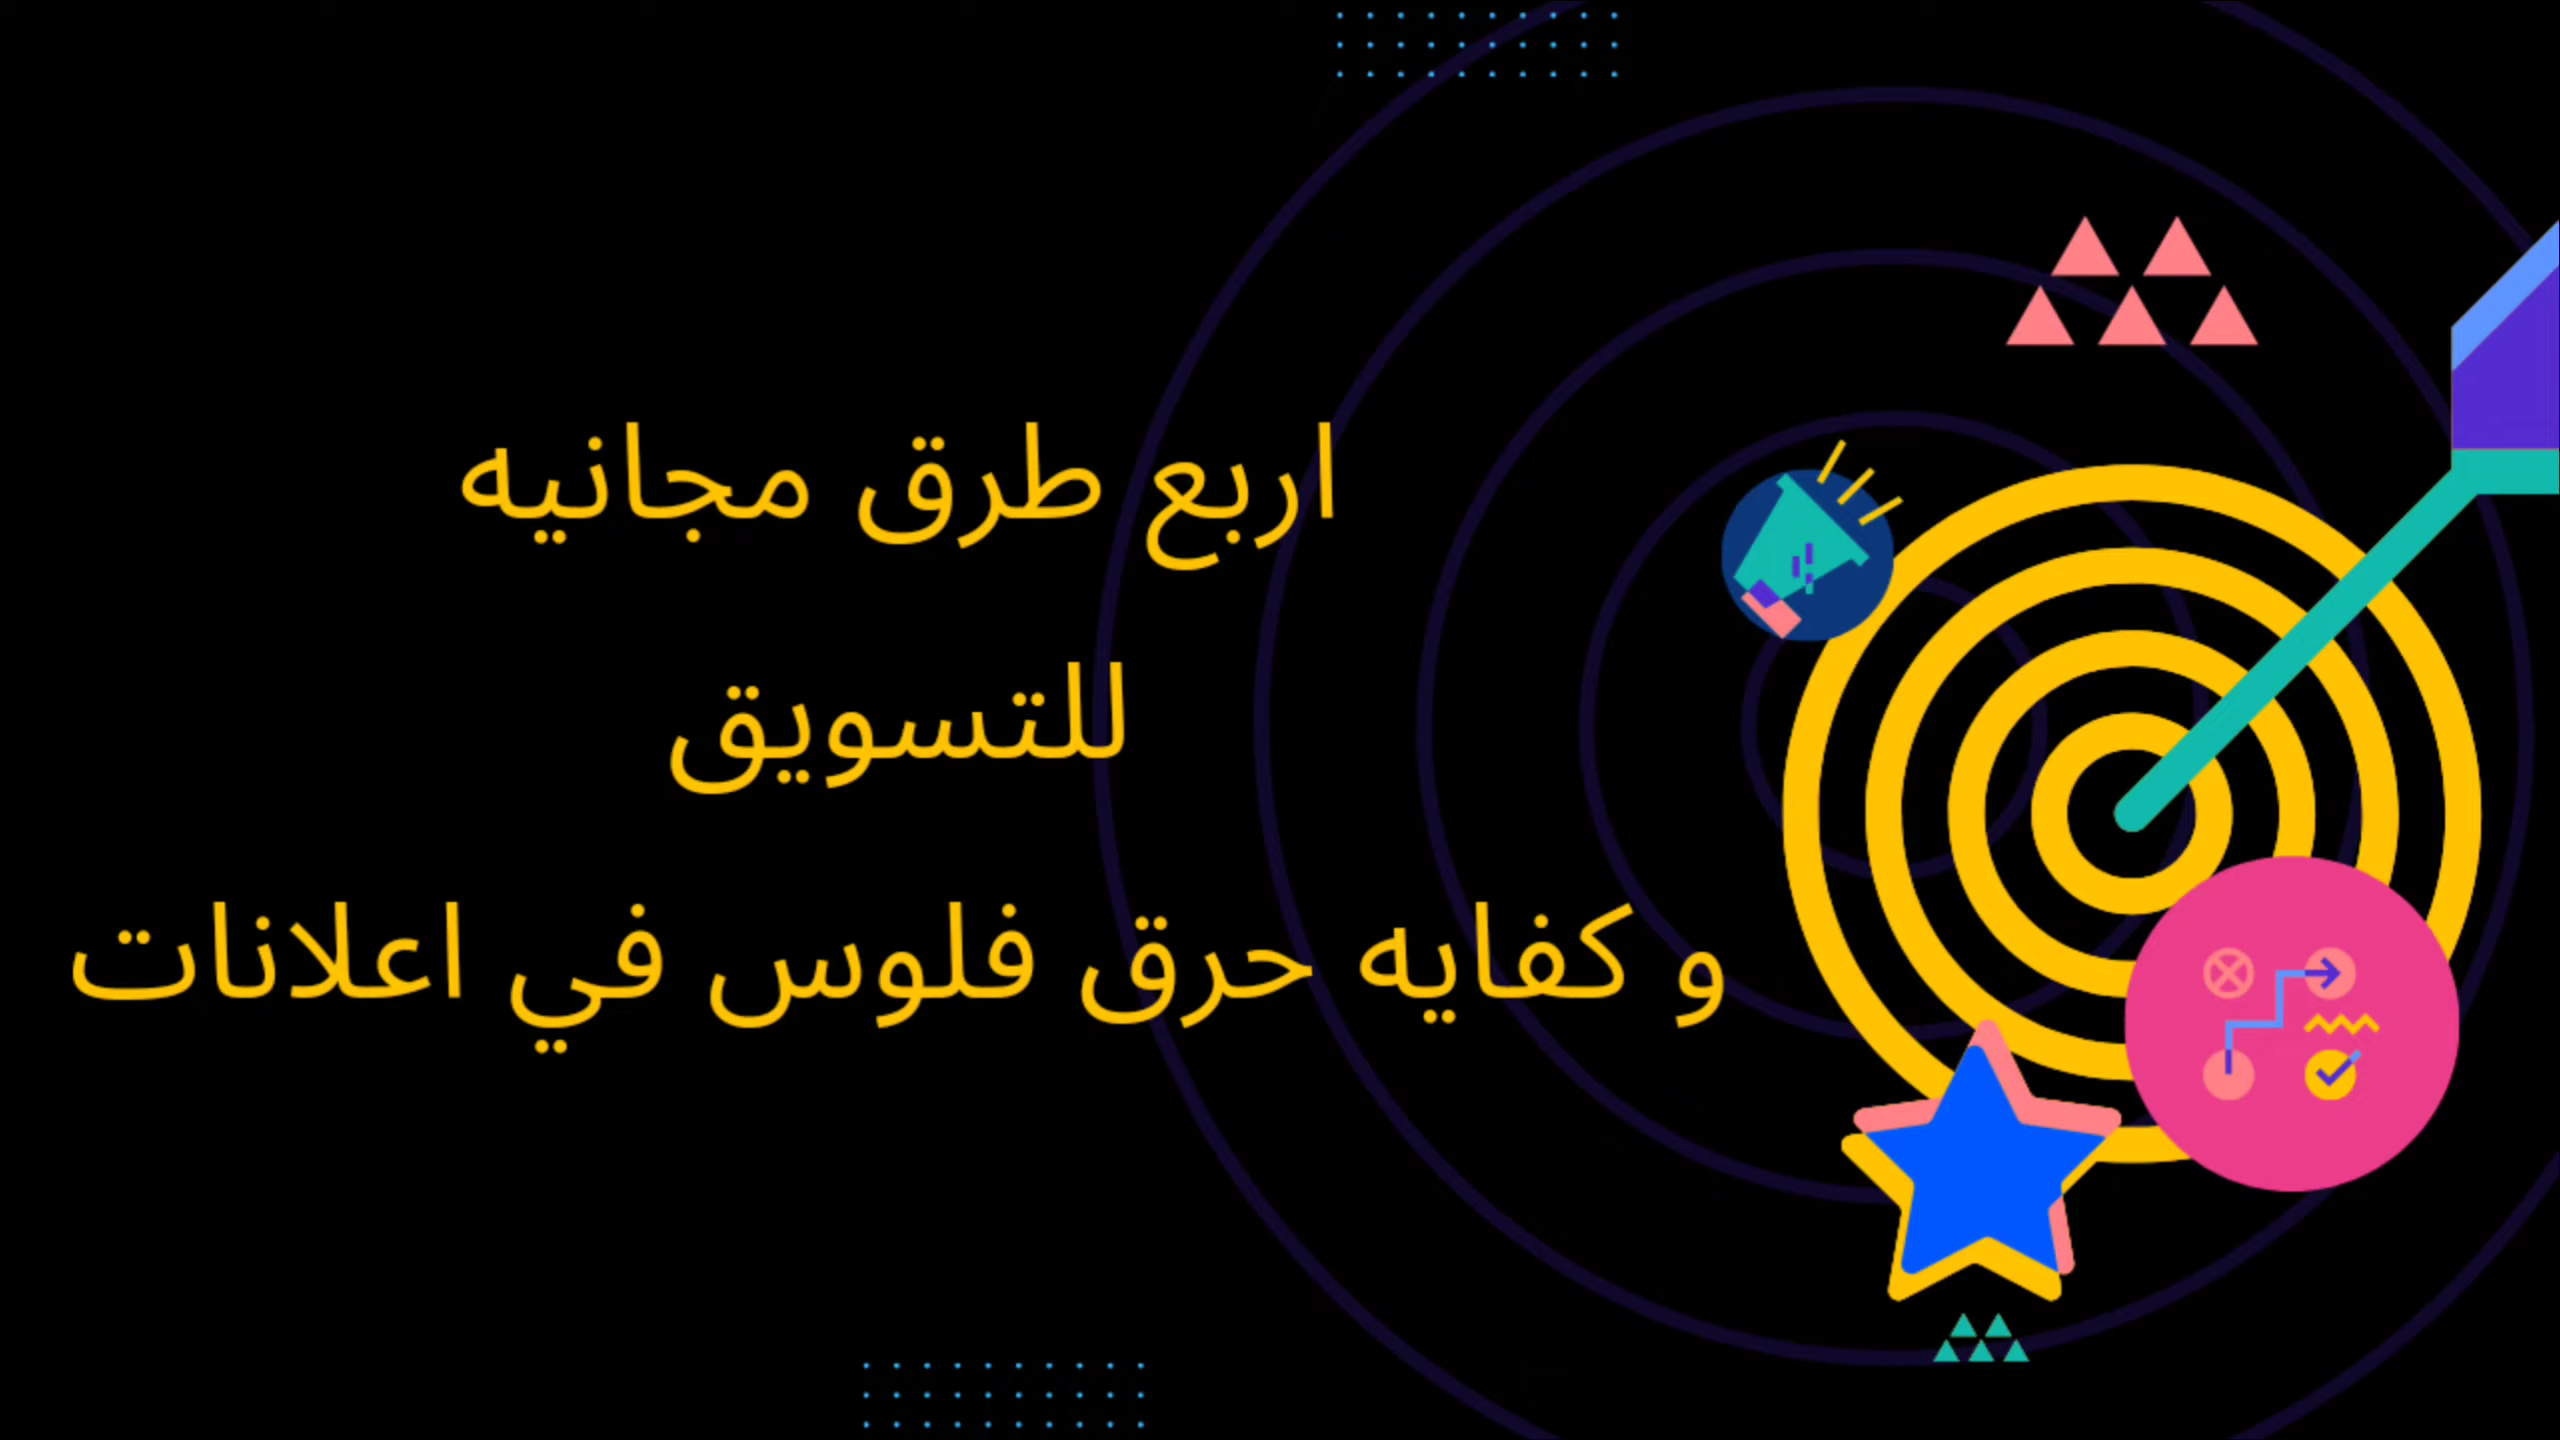 اربع طرق مجانيه
للتسويق
و كفايه حرق فلوس في اعلانات